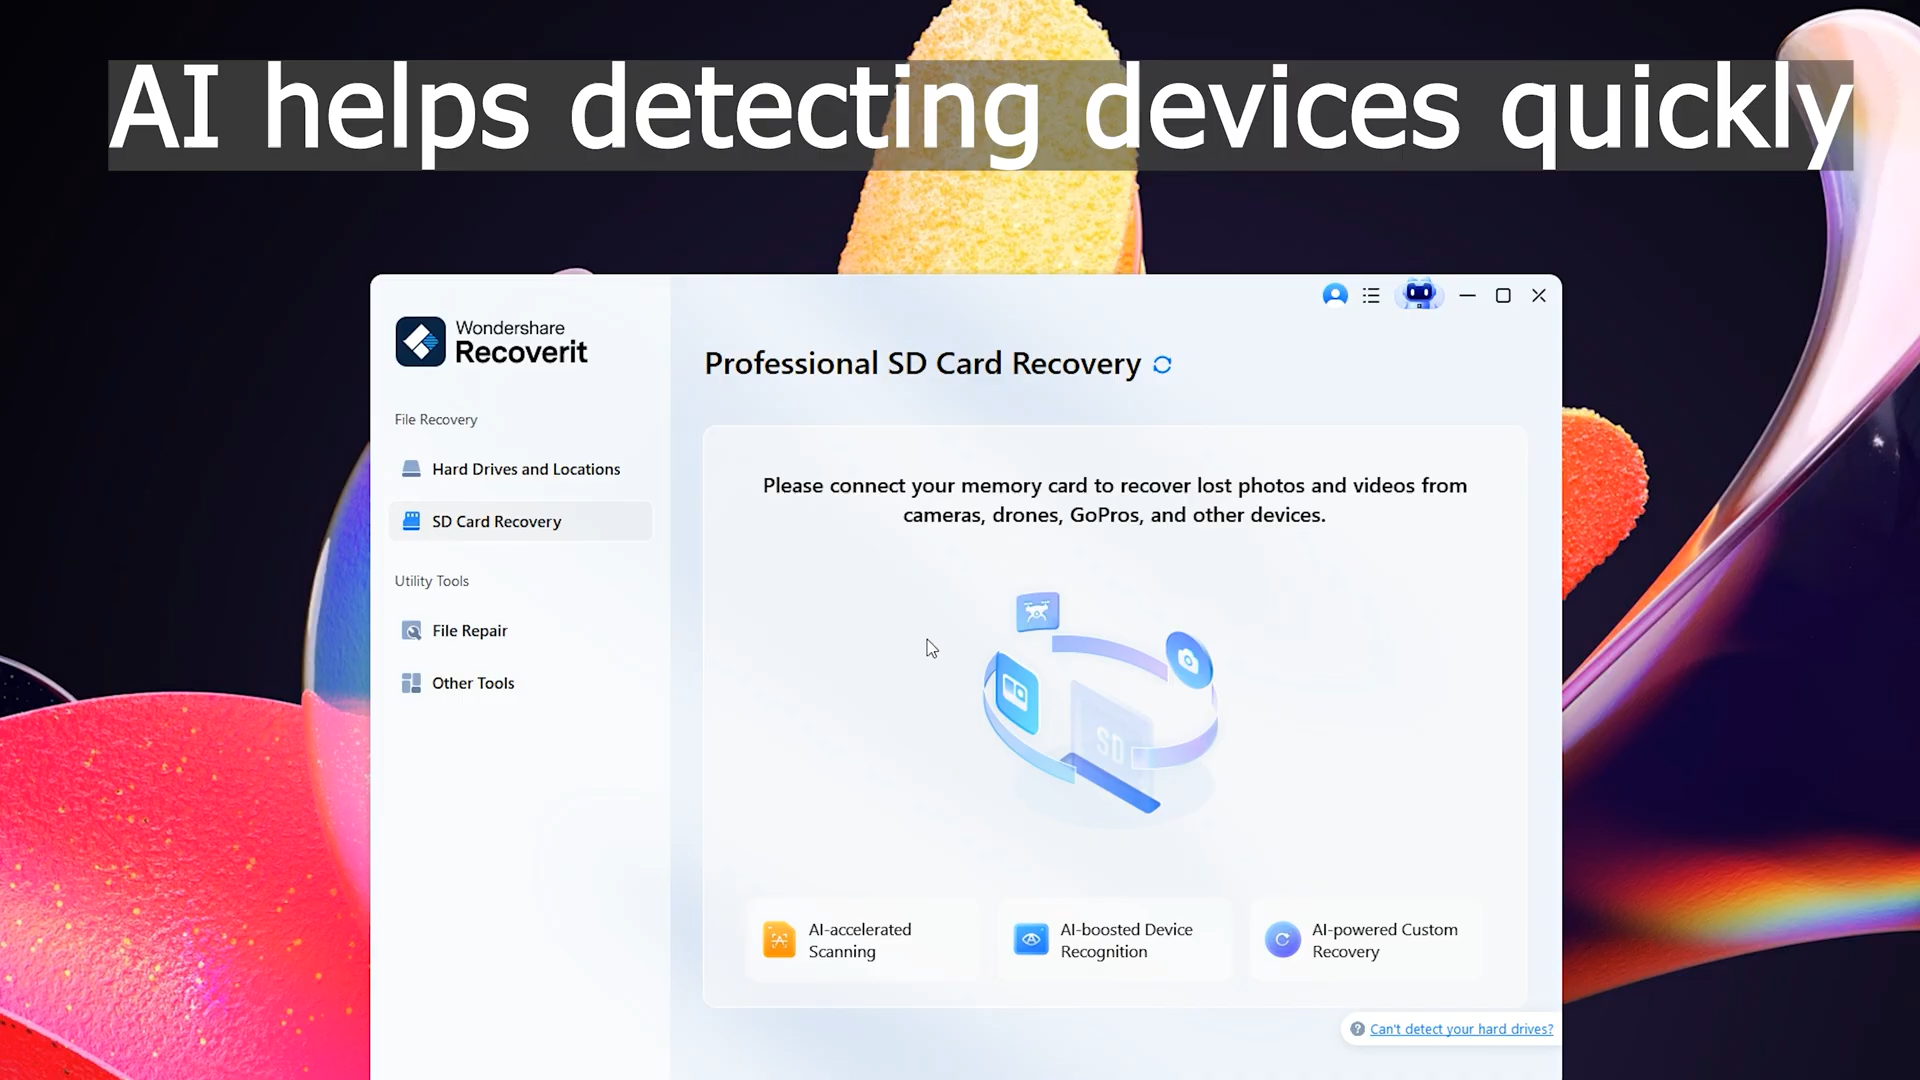 AI helps detecting devices quickly
Wondershare
Recoverit
Professional SD Card Recovery
File Recovery
Hard Drives and Locations
SD Card Recovery
Utility Tools
File Repair
Other Tools
Please connect your memory card to recover lost photos and videos from
cameras, drones, GoPros, and other devices.
SD
AI-accelerated
Scanning
AI-boosted Device
Recognition
AI-powered Custom
Recovery
Can't detect your hard drives?